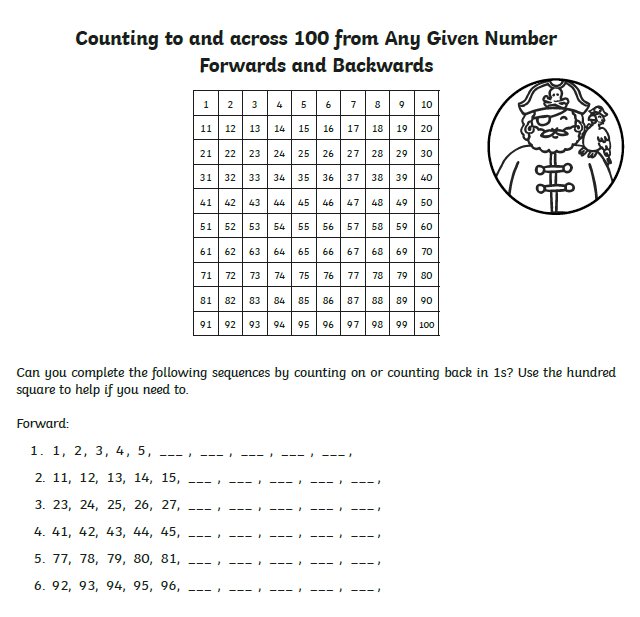 Counting to and across 100 from Any Given Number
Forwards and Backwards
1 2 3 4 5 6 7 8 9 10
11 12 13 14 15 16 17 18 19 20
21 22 23 24 25 26 27 28 29 30
31 32 33 34 35 36 37 38 39 40
41 42 43 44 45 46 47 48 49 50
51 52 53 54 55 56 57 58 59 60
61 62 63 64 65 66 67 68 69 70
71 72 73 74 75 76 77 78 79 80
81 82 83 84 85 86 87 88 89 90
91 92 93 94 95 96 97 98 99 100
Can you complete the following sequences by counting on or counting back in 1s? Use the hundred
square to help if you need to.
Forward:
1. 1, 2, 3, 4, 5, ___ , ___ , ___ , ___ , ___ ,
2. 11, 12, 13, 14, 15, ___ , ___ , ___ , ___ , ___ ,
3. 23, 24, 25, 26, 27, ___ , ___ , ___ , ___ , ___ ,
4. 41, 42, 43, 44, 45, ___ , ___ , ___ , ___ , ___ ,
5. 77, 78, 79, 80, 81, ___ , ___ , ___ , ___ , ___ ,
6. 92, 93, 94, 95, 96, ___ , ___ , ___ , ___ , ___ ,